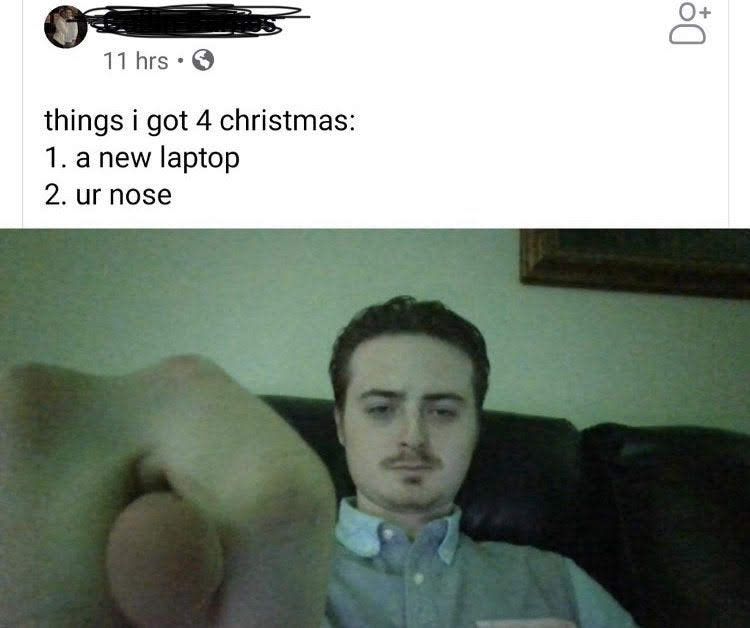 11 hrs •
things i got 4 christmas:
1. a new laptop
2. ur nose